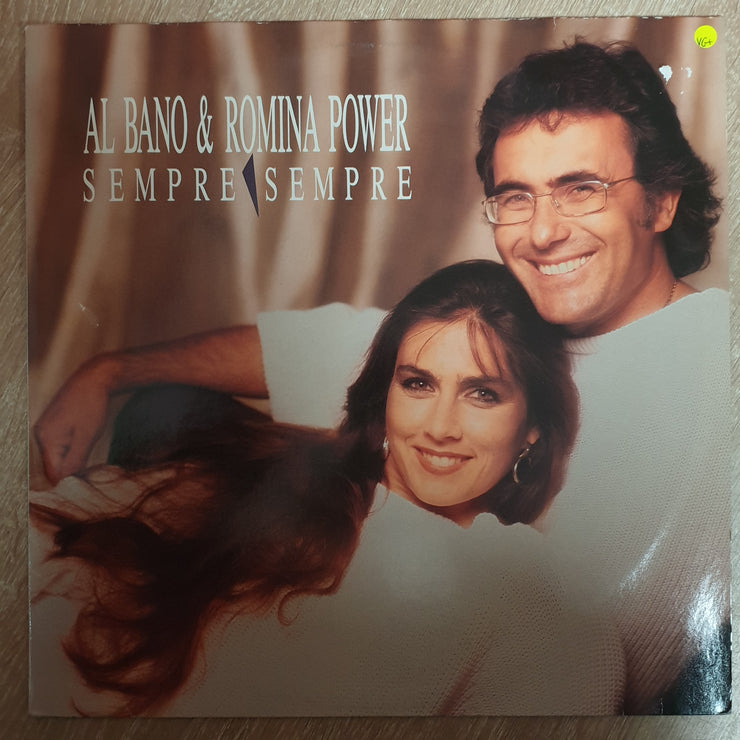 VG+
AL BANO & ROMINA POWER
SEMPRE SEMPRE